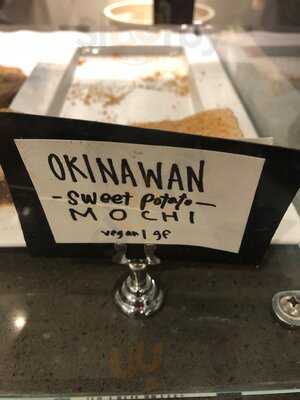 OKINAWAN
- sweet potato -
MOCHI
vegan | gf